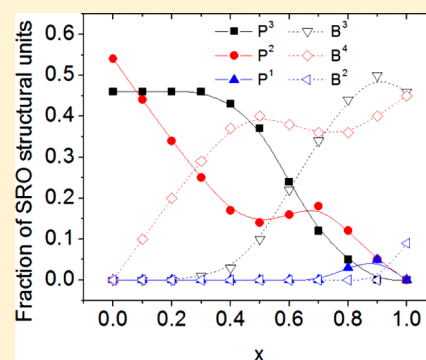 Fraction of SRO structural units
0.6
0.5
0.4
0.3
0.2
0.1
0.0
P³ B³
P² B⁴
P¹ B²
0.0 0.2 0.4 0.6 0.8 1.0
x